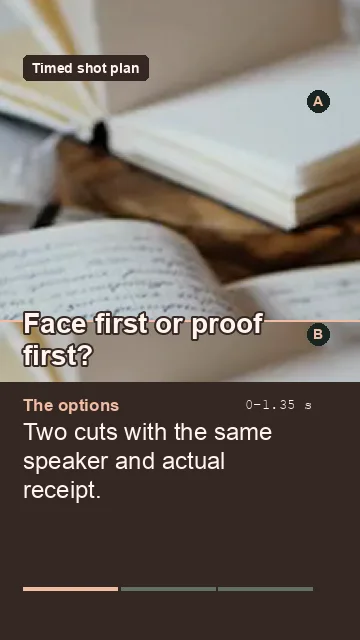 Timed shot plan
A
Face first or proof
first?
B
The options
0–1.35 s
Two cuts with the same
speaker and actual
receipt.